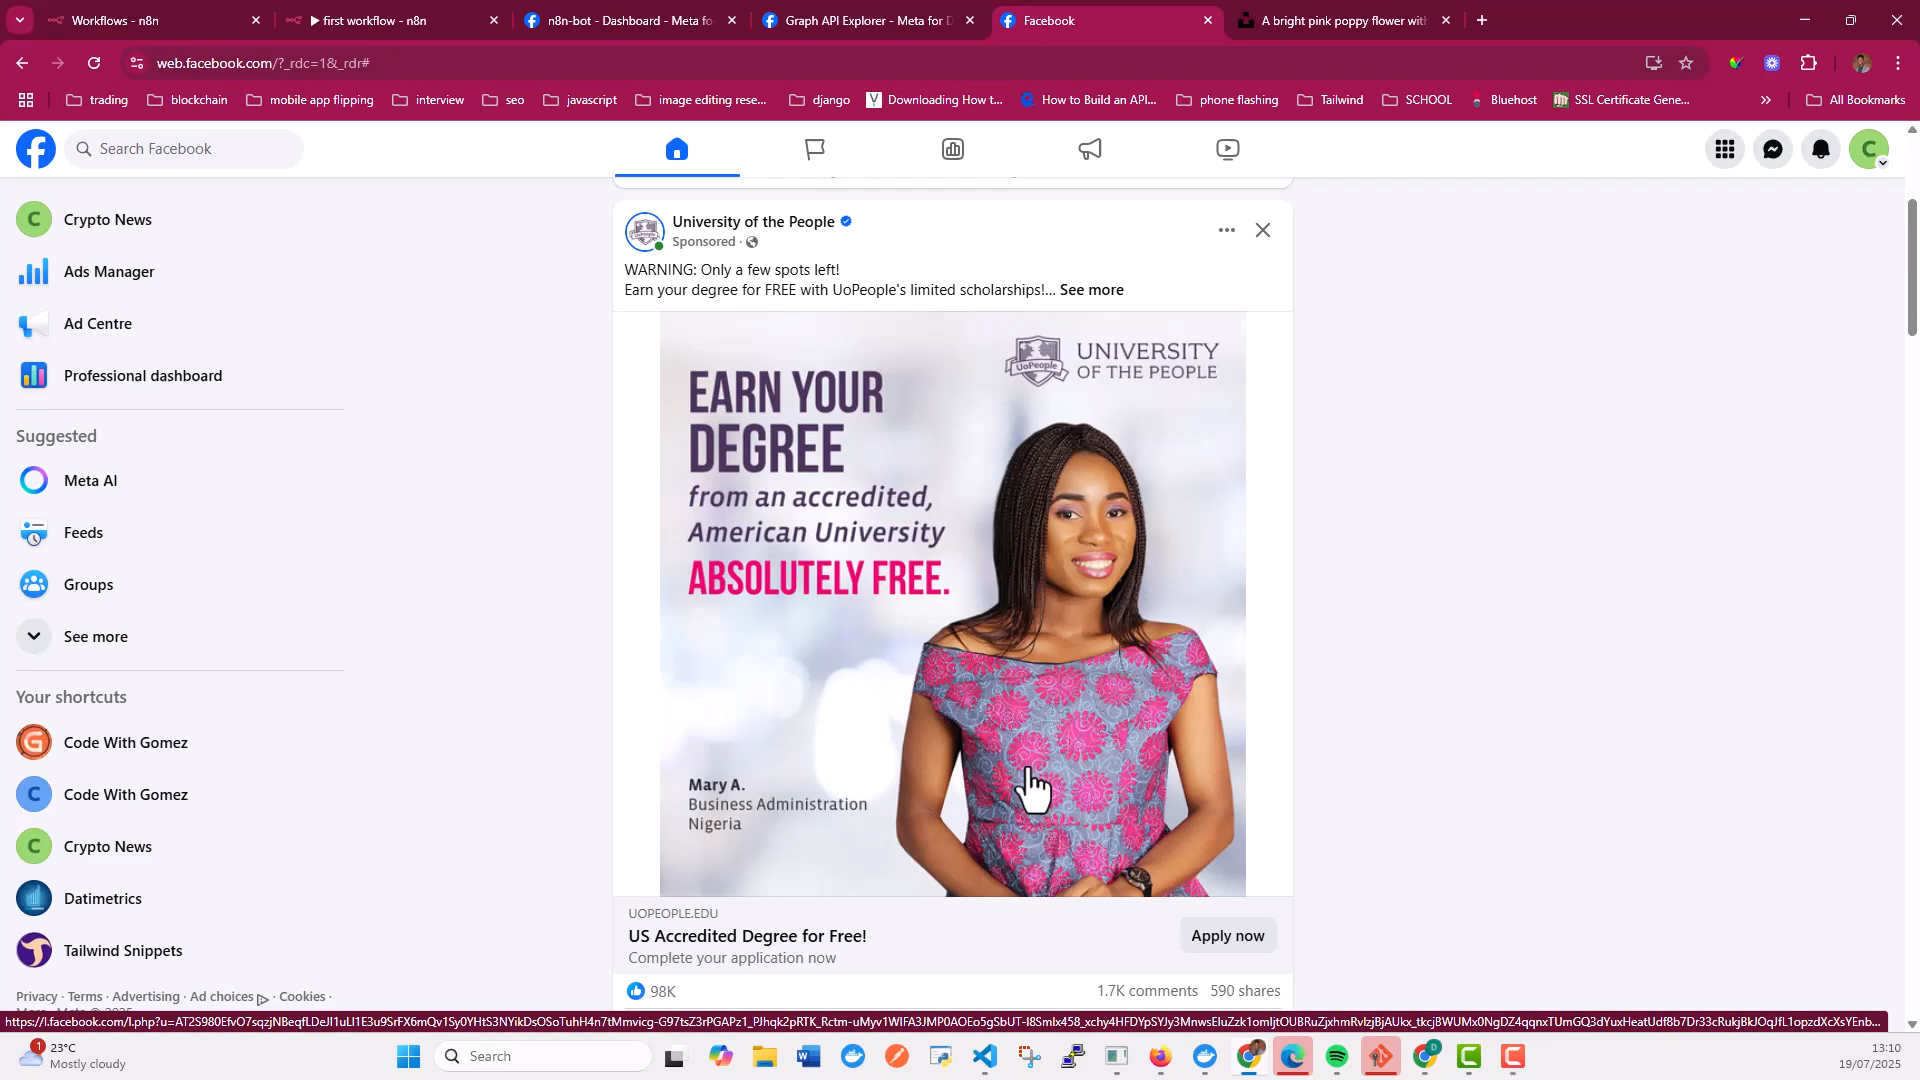 Workflows - n8n
▶ first workflow - n8n
n8n-bot - Dashboard - Meta fo
Graph API Explorer - Meta for D
Facebook
A bright pink poppy flower with
web.facebook.com/?_rdc=1&_rdr#
trading
blockchain
mobile app flipping
interview
seo
javascript
image editing rese...
django
Downloading How t...
How to Build an API...
phone flashing
Tailwind
SCHOOL
Bluehost
SSL Certificate Gene...
All Bookmarks
Search Facebook
C
C
Crypto News
Ads Manager
Ad Centre
Professional dashboard
Suggested
Meta AI
Feeds
Groups
See more
Your shortcuts
Code With Gomez
C
Code With Gomez
C
Crypto News
Datimetrics
Tailwind Snippets
Privacy · Terms · Advertising · Ad choices · Cookies ·
University of the People
Sponsored ·
WARNING: Only a few spots left!
Earn your degree for FREE with UoPeople's limited scholarships!... See more
UoPeople
UNIVERSITY
OF THE PEOPLE
EARN YOUR
DEGREE
from an accredited,
American University
ABSOLUTELY FREE.
Mary A.
Business Administration
Nigeria
UOPEOPLE.EDU
US Accredited Degree for Free!
Complete your application now
Apply now
98K
1.7K comments
590 shares
1
23°C
Mostly cloudy
Search
13:10
19/07/2025